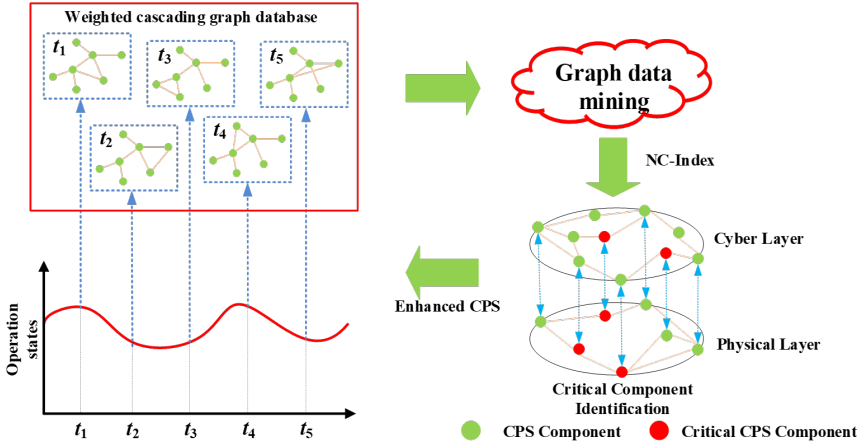 Weighted cascading graph database
t1
t3
t5
t2
t4
Graph data
mining
NC-Index
Cyber Layer
Enhanced CPS
Physical Layer
Operation
states
t1
t2
t3
t4
t5
Critical Component
Identification
CPS Component
Critical CPS Component